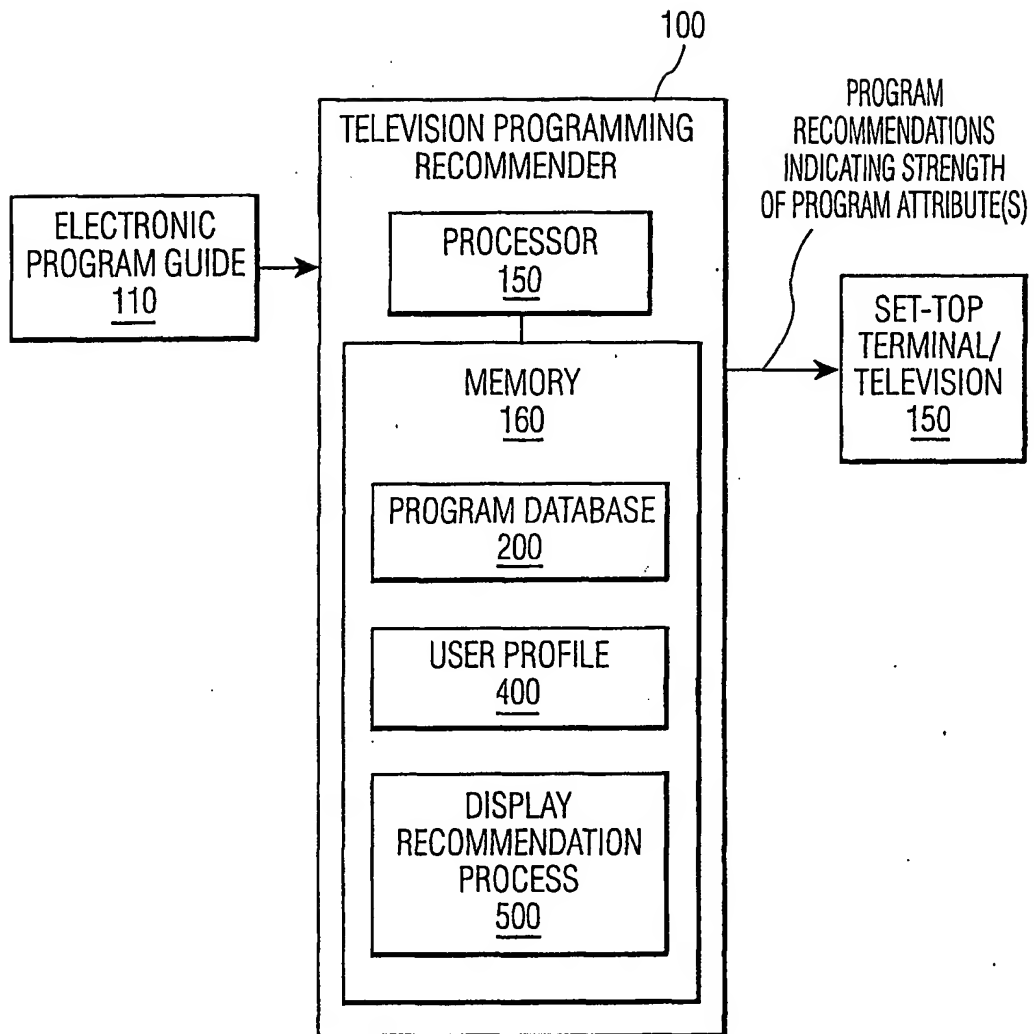 100
TELEVISION PROGRAMMING
RECOMMENDER
PROGRAM
RECOMMENDATIONS
INDICATING STRENGTH
OF PROGRAM ATTRIBUTE(S)
ELECTRONIC
PROGRAM GUIDE
110
PROCESSOR
150
SET-TOP
TERMINAL/
TELEVISION
150
MEMORY
160
PROGRAM DATABASE
200
USER PROFILE
400
DISPLAY
RECOMMENDATION
PROCESS
500